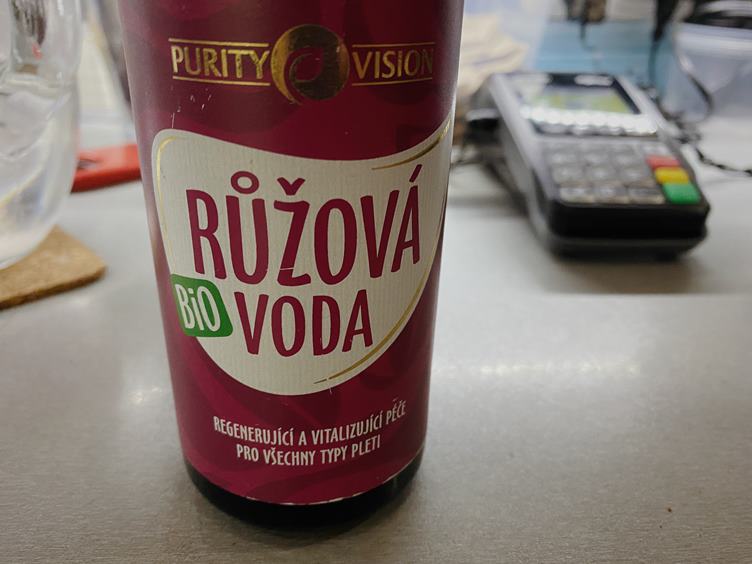 PURITY VISION
RŮŽOVÁ
BiO VODA
REGENERUJÍCÍ A VITALIZUJÍCÍ PÉČE
PRO VŠECHNY TYPY PLETI